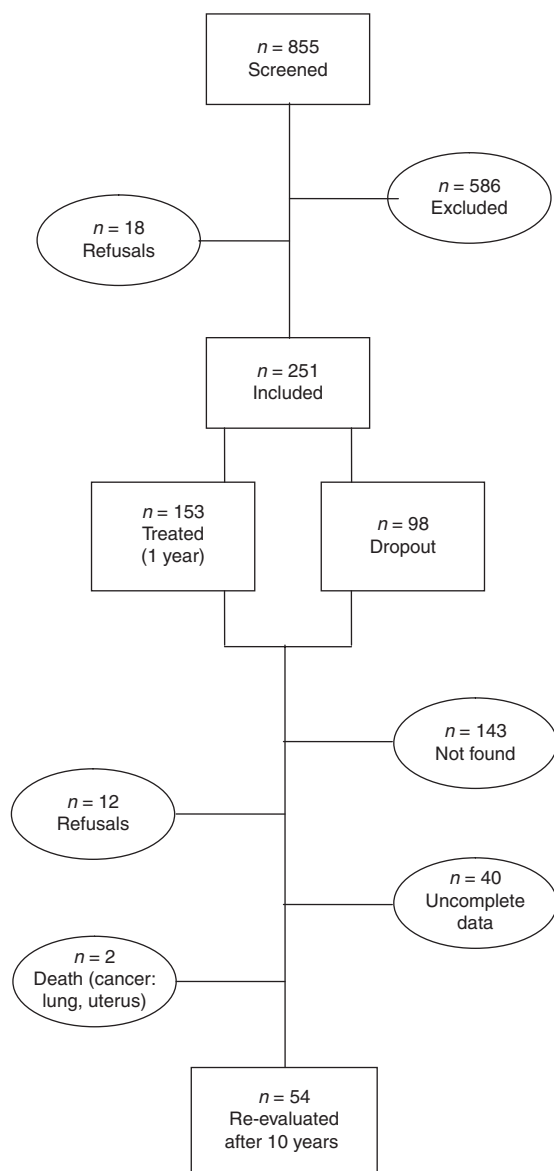 n = 855
Screened
n = 586
Excluded
n = 18
Refusals
n = 251
Included
n = 153
Treated
(1 year)
n = 98
Dropout
n = 143
Not found
n = 12
Refusals
n = 40
Uncomplete
data
n = 2
Death (cancer:
lung, uterus)
n = 54
Re-evaluated
after 10 years